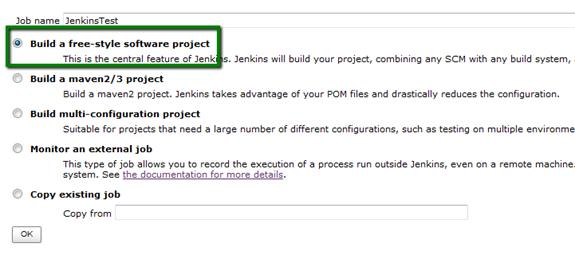 Job name JenkinsTest
Build a free-style software project
This is the central feature of Jenkins. Jenkins will build your project, combining any SCM with any build system,
Build a maven2/3 project
Build a maven2 project. Jenkins takes advantage of your POM files and drastically reduces the configuration.
Build multi-configuration project
Suitable for projects that need a large number of different configurations, such as testing on multiple environme
Monitor an external job
This type of job allows you to record the execution of a process run outside Jenkins, even on a remote machine.
system. See the documentation for more details.
Copy existing job
Copy from
OK